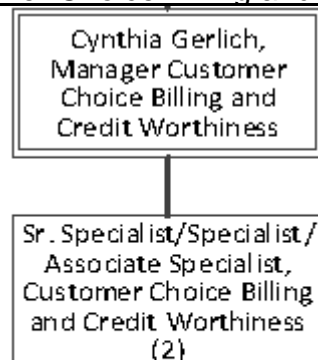 Cynthia Gerlich,
Manager Customer
Choice Billing and
Credit Worthiness
Sr. Specialist/Specialist/
Associate Specialist,
Customer Choice Billing
and Credit Worthiness
(2)